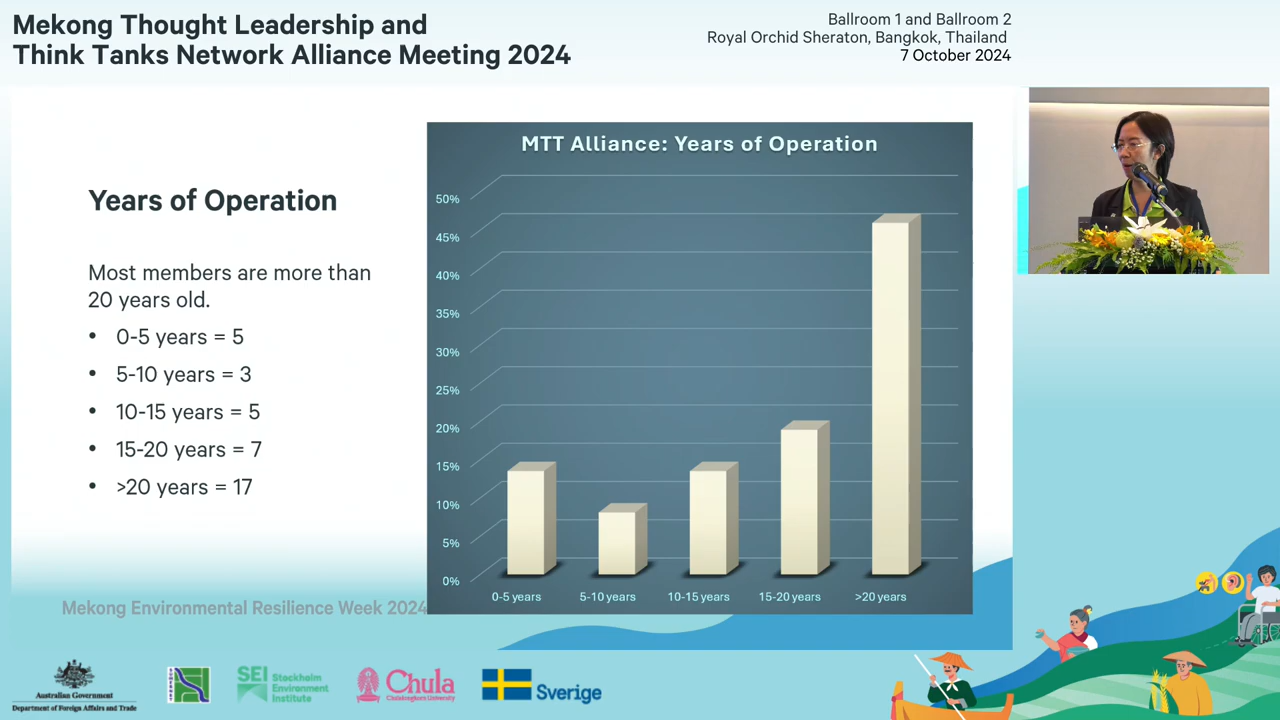 Mekong Thought Leadership and
Think Tanks Network Alliance Meeting 2024
Ballroom 1 and Ballroom 2
Royal Orchid Sheraton, Bangkok, Thailand
7 October 2024
Years of Operation
Most members are more than
20 years old.
• 0-5 years = 5
• 5-10 years = 3
• 10-15 years = 5
• 15-20 years = 7
• >20 years = 17
MTT Alliance: Years of Operation
50%
45%
40%
35%
30%
25%
20%
15%
10%
5%
0%
0-5 years
5-10 years
10-15 years
15-20 years
>20 years
Mekong Environmental Resilience Week 2024
Australian Government
Department of Foreign Affairs and Trade
SEI Stockholm
Environment
Institute
Chula
Chulalongkorn University
Sverige